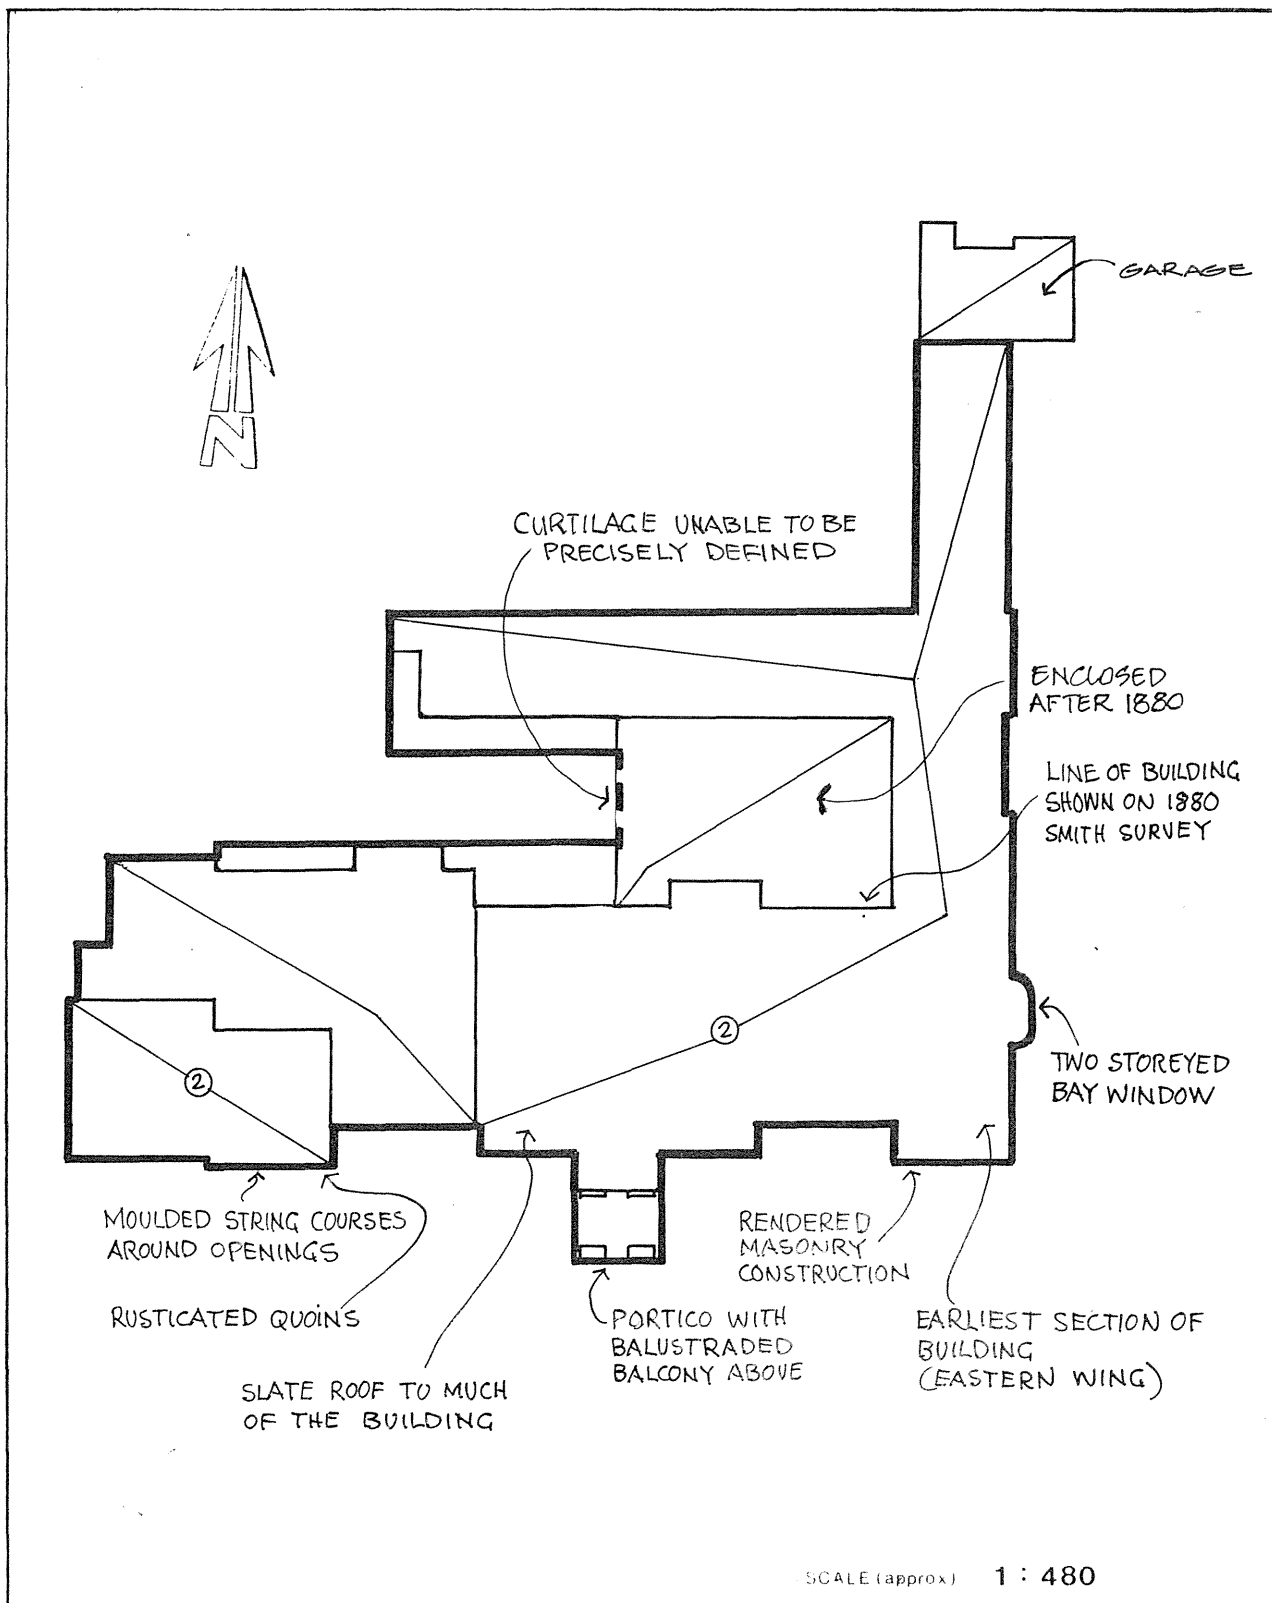 GARAGE
N
CURTILAGE UNABLE TO BE
PRECISELY DEFINED
ENCLOSED
AFTER 1880
LINE OF BUILDING
SHOWN ON 1880
SMITH SURVEY
2
2
TWO STOREYED
BAY WINDOW
MOULDED STRING COURSES
AROUND OPENINGS
RENDERED
MASONRY
CONSTRUCTION
RUSTICATED QUOINS
PORTICO WITH
BALUSTRADED
BALCONY ABOVE
EARLIEST SECTION OF
BUILDING
(EASTERN WING)
SLATE ROOF TO MUCH
OF THE BUILDING
SCALE (approx) 1 : 480